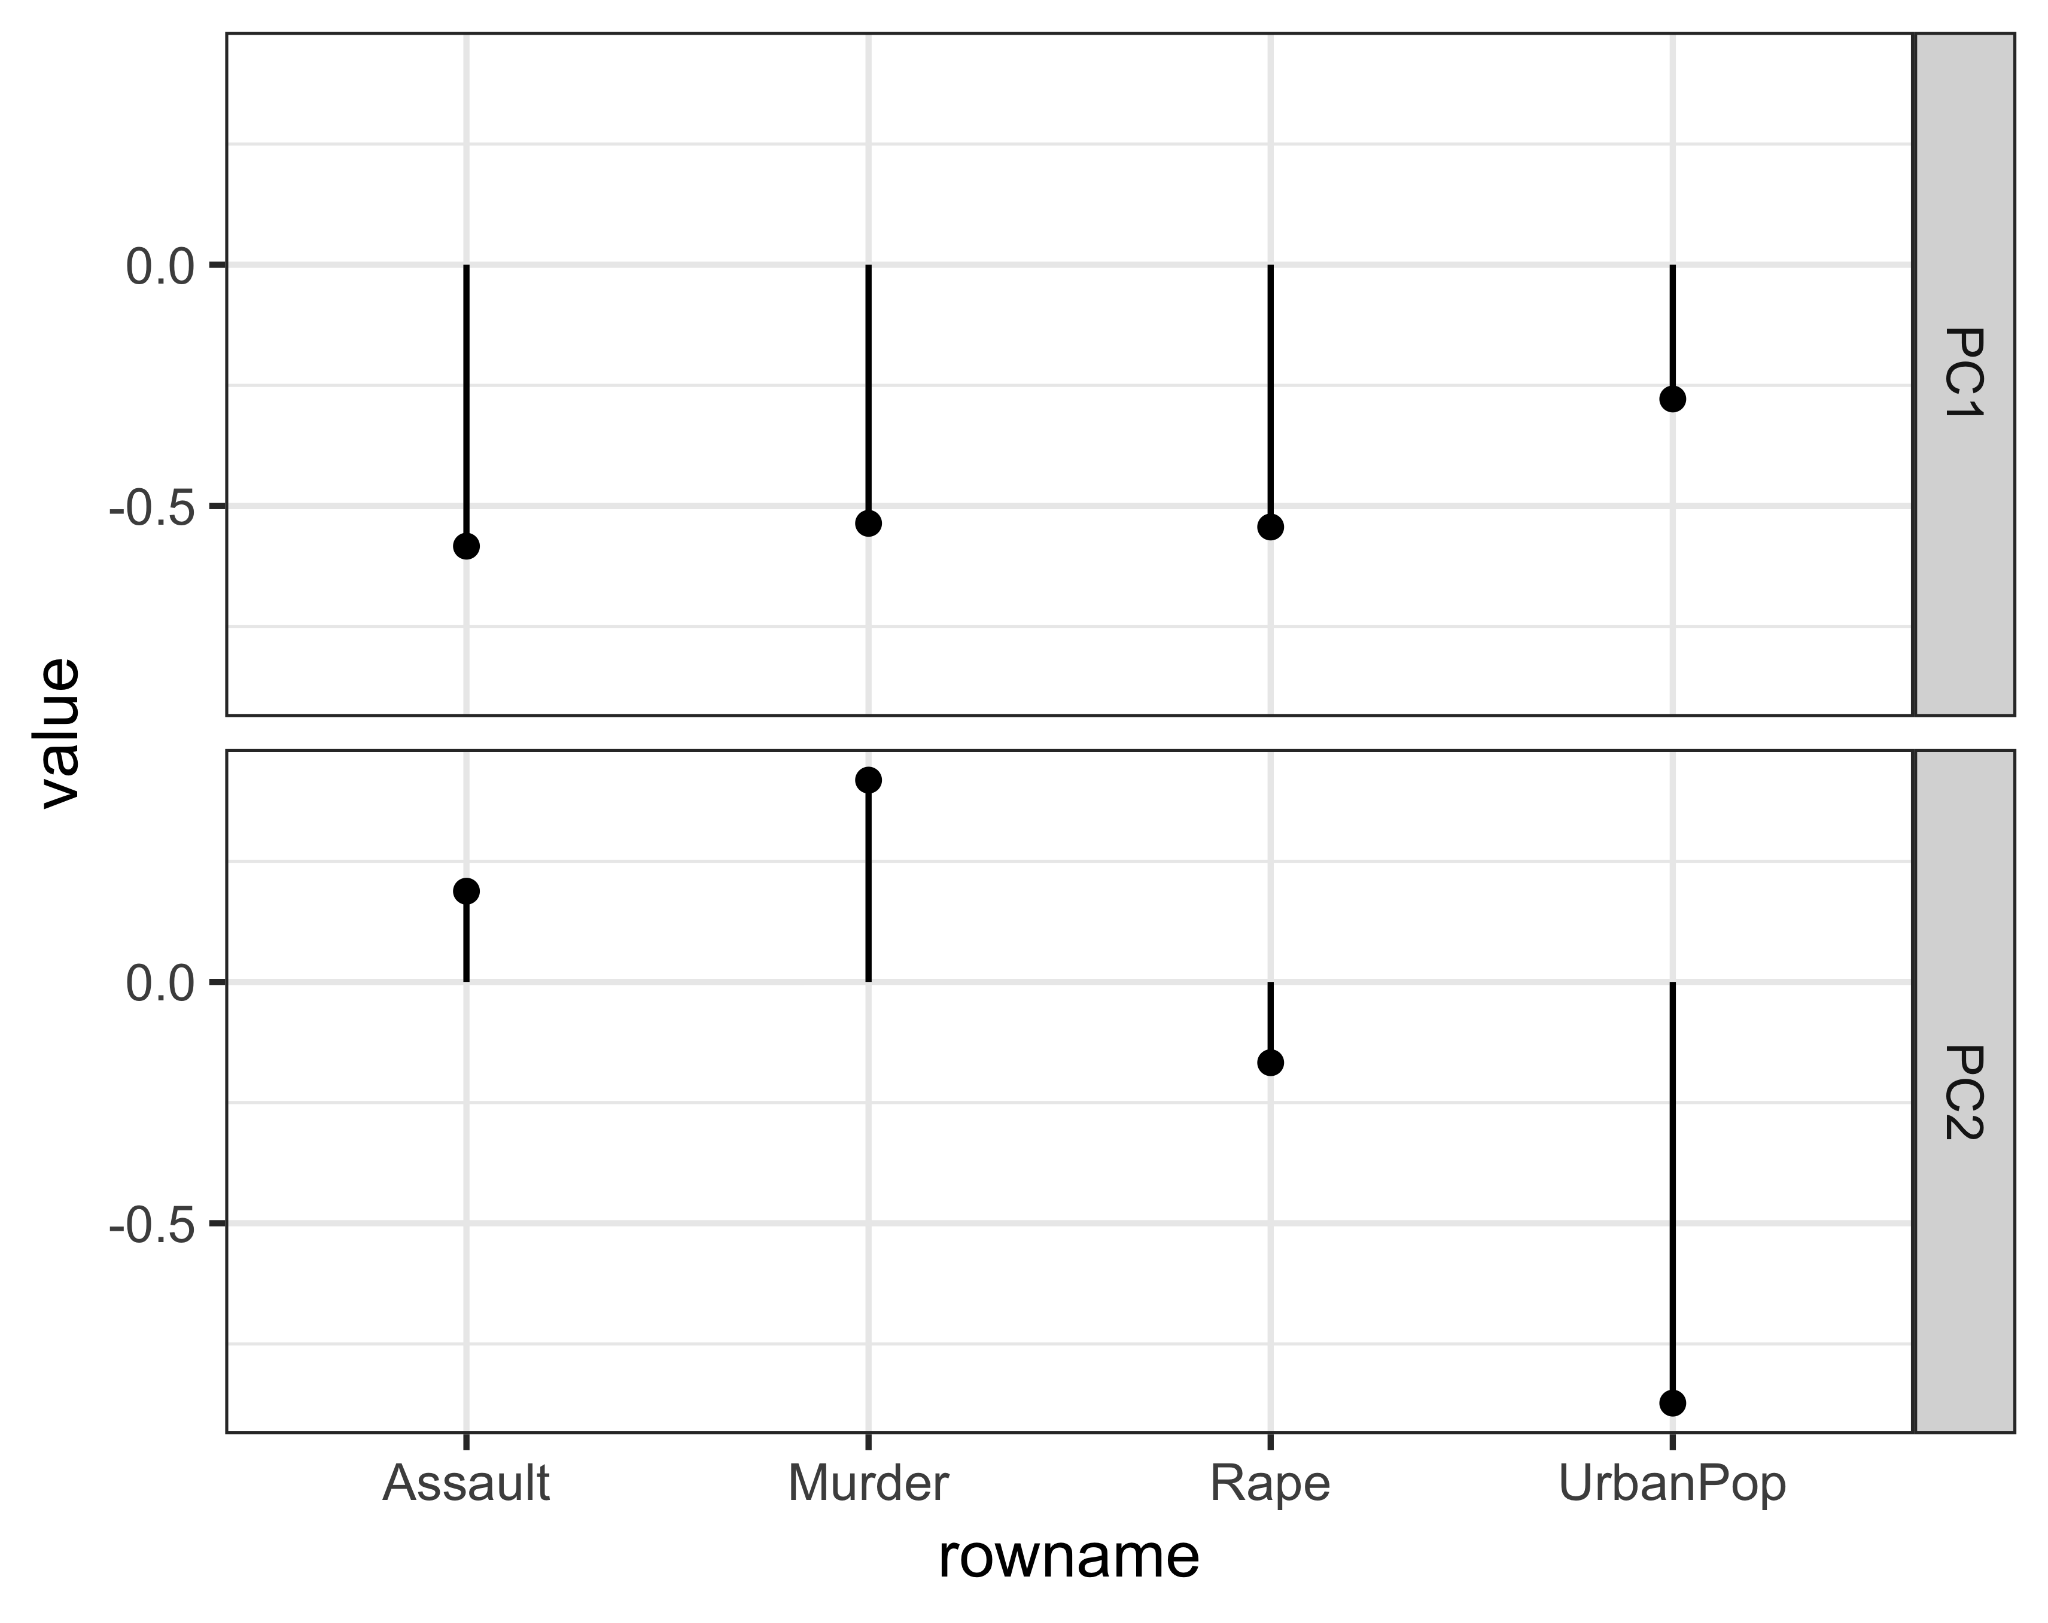 value
0.0
-0.5
PC1
0.0
-0.5
PC2
Assault Murder Rape UrbanPop
rowname